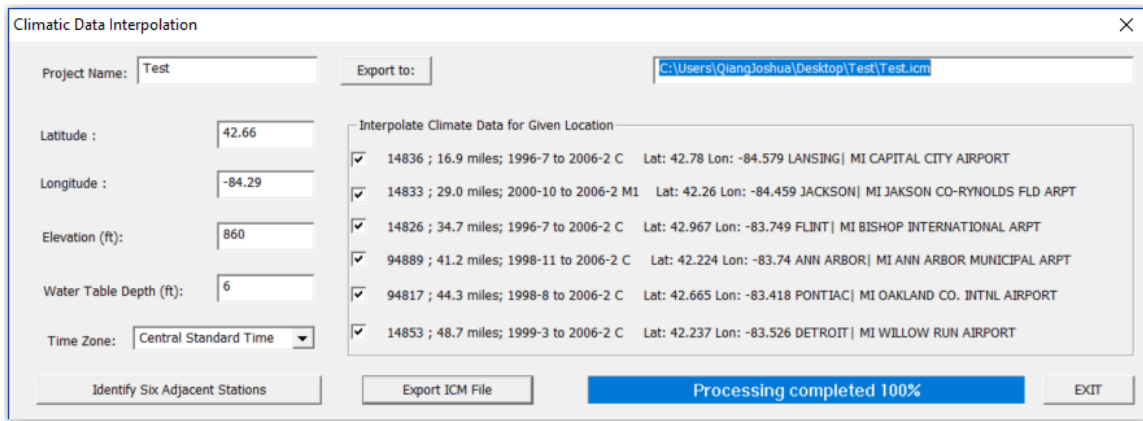 Climatic Data Interpolation
Project Name: Test Export to: C:\Users\QiangJoshua\Desktop\Test\Test.icm
Latitude : 42.66
Longitude : -84.29
Elevation (ft): 860
Water Table Depth (ft): 6
Time Zone: Central Standard Time
Interpolate Climate Data for Given Location
14836 ; 16.9 miles; 1996-7 to 2006-2 C Lat: 42.78 Lon: -84.579 LANSING| MI CAPITAL CITY AIRPORT
14833 ; 29.0 miles; 2000-10 to 2006-2 M1 Lat: 42.26 Lon: -84.459 JACKSON| MI JAKSON CO-RYNOLDS FLD ARPT
14826 ; 34.7 miles; 1996-7 to 2006-2 C Lat: 42.967 Lon: -83.749 FLINT| MI BISHOP INTERNATIONAL ARPT
94889 ; 41.2 miles; 1998-11 to 2006-2 C Lat: 42.224 Lon: -83.74 ANN ARBOR| MI ANN ARBOR MUNICIPAL ARPT
94817 ; 44.3 miles; 1998-8 to 2006-2 C Lat: 42.665 Lon: -83.418 PONTIAC| MI OAKLAND CO. INTNL AIRPORT
14853 ; 48.7 miles; 1999-3 to 2006-2 C Lat: 42.237 Lon: -83.526 DETROIT| MI WILLOW RUN AIRPORT
Identify Six Adjacent Stations Export ICM File Processing completed 100% EXIT